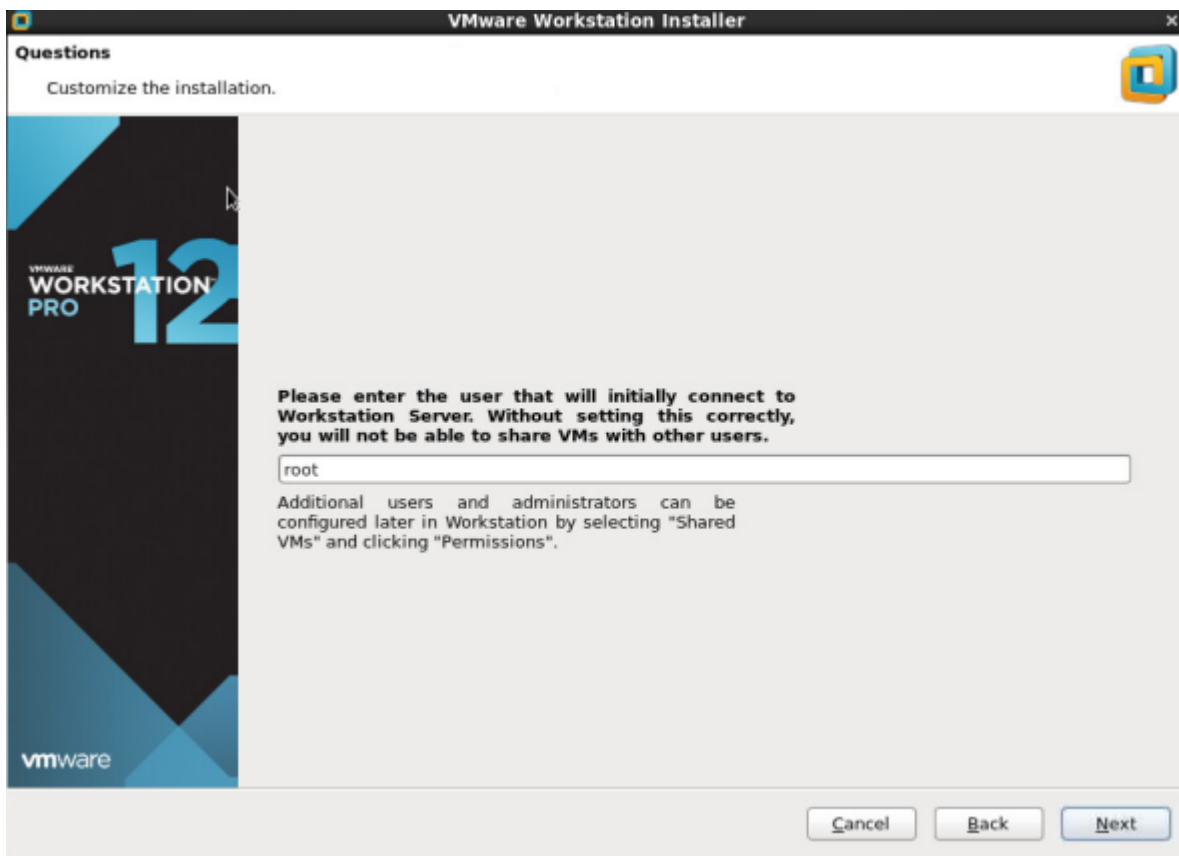 VMware Workstation Installer
Questions
Customize the installation.
VMWARE
WORKSTATION
PRO
12
Please enter the user that will initially connect to
Workstation Server. Without setting this correctly,
you will not be able to share VMs with other users.
root
Additional users and administrators can be
configured later in Workstation by selecting "Shared
VMs" and clicking "Permissions".
vmware
Cancel
Back
Next